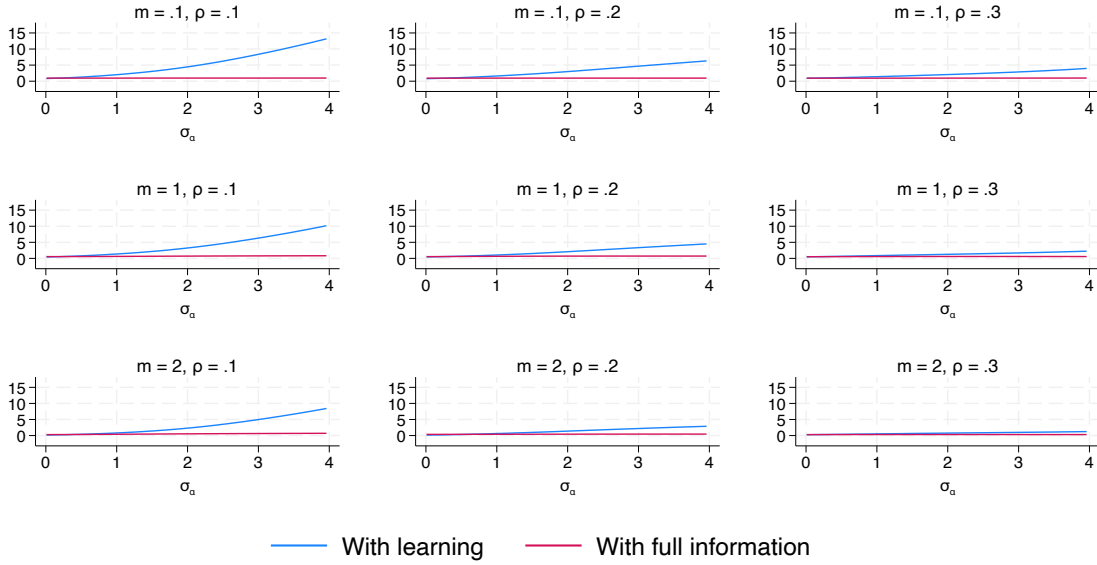 m = .1, ρ = .1
15
10
5
0
0 1 2 3 4
σα
m = .1, ρ = .2
15
10
5
0
0 1 2 3 4
σα
m = .1, ρ = .3
15
10
5
0
0 1 2 3 4
σα
m = 1, ρ = .1
15
10
5
0
0 1 2 3 4
σα
m = 1, ρ = .2
15
10
5
0
0 1 2 3 4
σα
m = 1, ρ = .3
15
10
5
0
0 1 2 3 4
σα
m = 2, ρ = .1
15
10
5
0
0 1 2 3 4
σα
m = 2, ρ = .2
15
10
5
0
0 1 2 3 4
σα
m = 2, ρ = .3
15
10
5
0
0 1 2 3 4
σα
With learning With full information